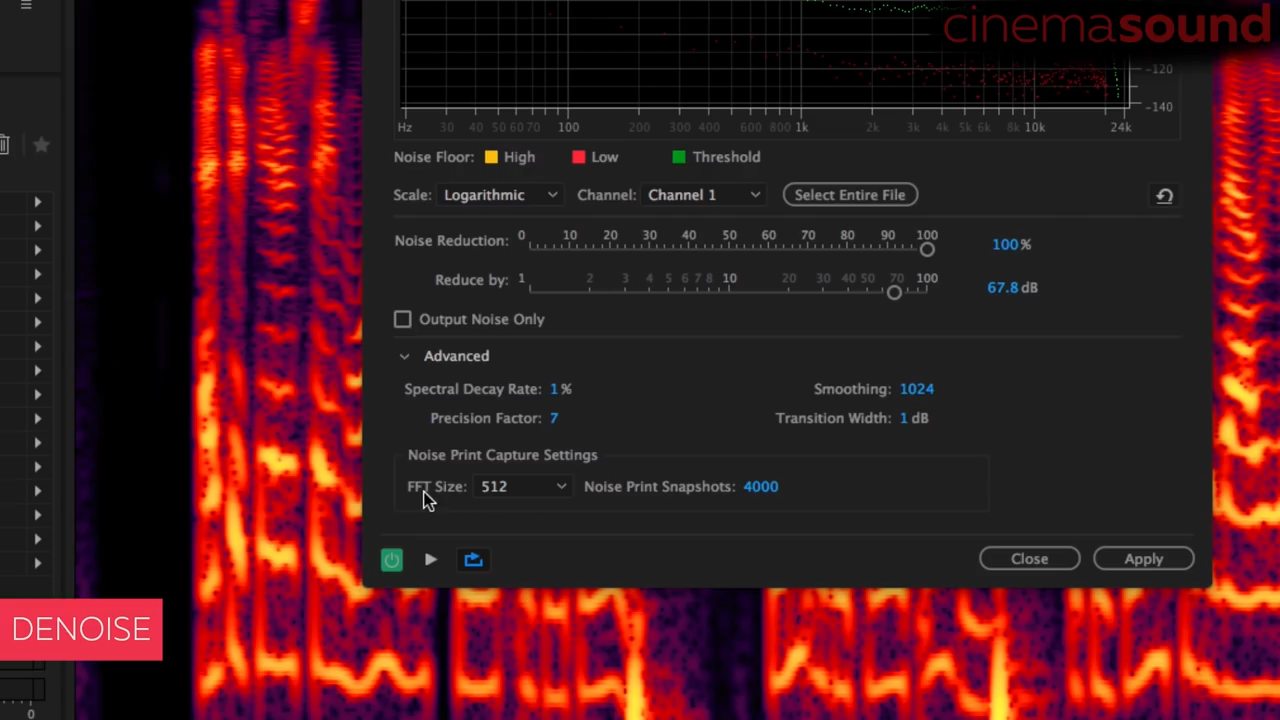 cinemasound
-120
-140
Hz 30 40 50 60 70 100 200 300 400 600 800 1k 2k 3k 4k 5k 6k 8k 10k 24k
Noise Floor: High Low Threshold
Scale: Logarithmic Channel: Channel 1 Select Entire File
Noise Reduction: 0 10 20 30 40 50 60 70 80 90 100 100%
Reduce by: 1 2 3 4 5 6 7 8 10 20 30 40 50 70 100 67.8 dB
Output Noise Only
Advanced
Spectral Decay Rate: 1 % Smoothing: 1024
Precision Factor: 7 Transition Width: 1 dB
Noise Print Capture Settings
FFT Size: 512 Noise Print Snapshots: 4000
Close Apply
DENOISE
0